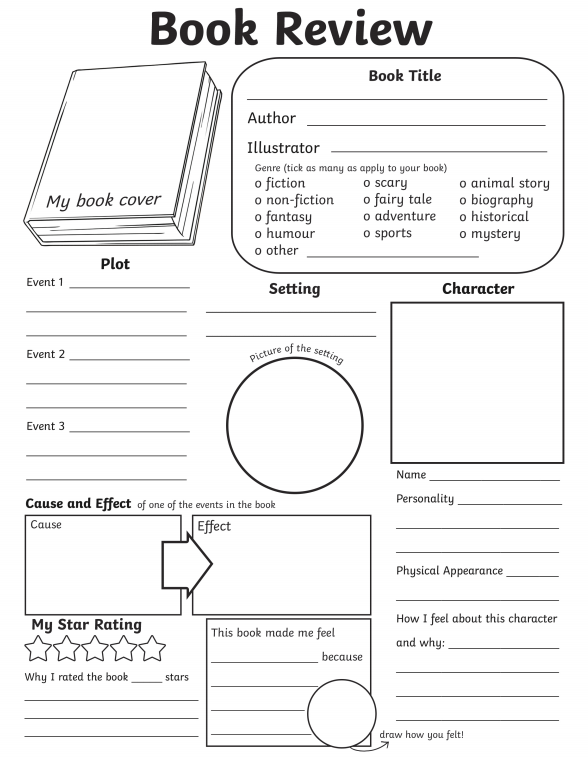 Book Review
My book cover
Book Title
Author
Illustrator
Genre (tick as many as apply to your book)
o fiction
o non-fiction
o fantasy
o humour
o other
o scary
o fairy tale
o adventure
o sports
o animal story
o biography
o historical
o mystery
Plot
Event 1
Event 2
Event 3
Setting
Picture of the setting
Character
Name
Personality
Physical Appearance
How I feel about this character
and why:
Cause and Effect of one of the events in the book
Cause
Effect
My Star Rating
Why I rated the book _____ stars
This book made me feel
because
draw how you felt!